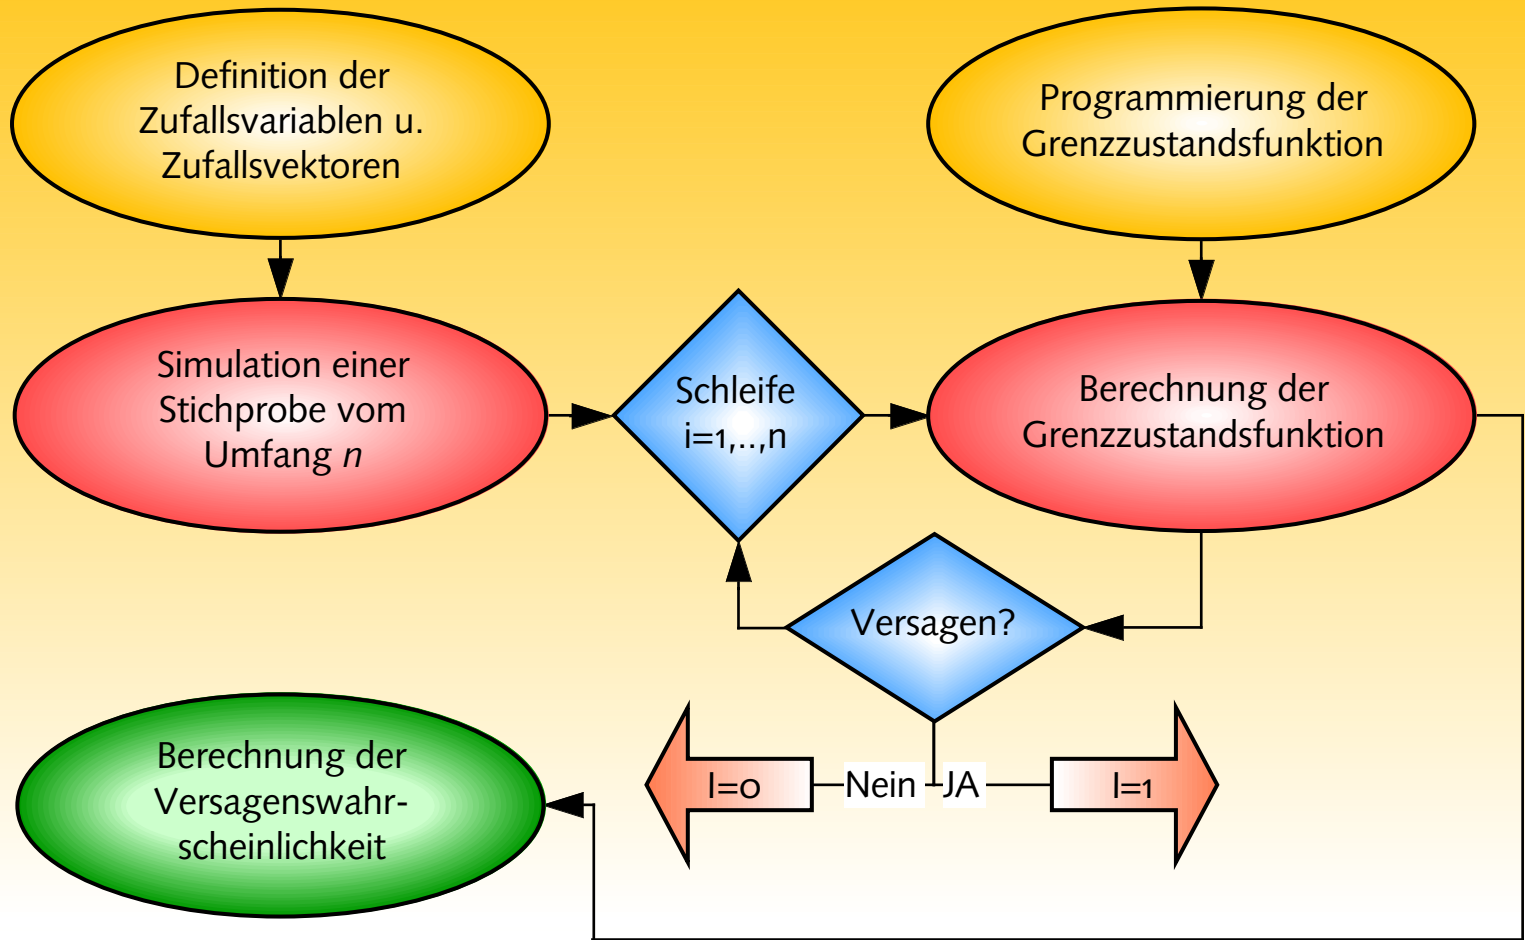 Definition der
Zufallsvariablen u.
Zufallsvektoren
Programmierung der
Grenzzustandsfunktion
Simulation einer
Stichprobe vom
Umfang n
Schleife
i=1,..,n
Berechnung der
Grenzzustandsfunktion
Versagen?
Berechnung der
Versagenswahr-
scheinlichkeit
I=0
Nein
JA
I=1